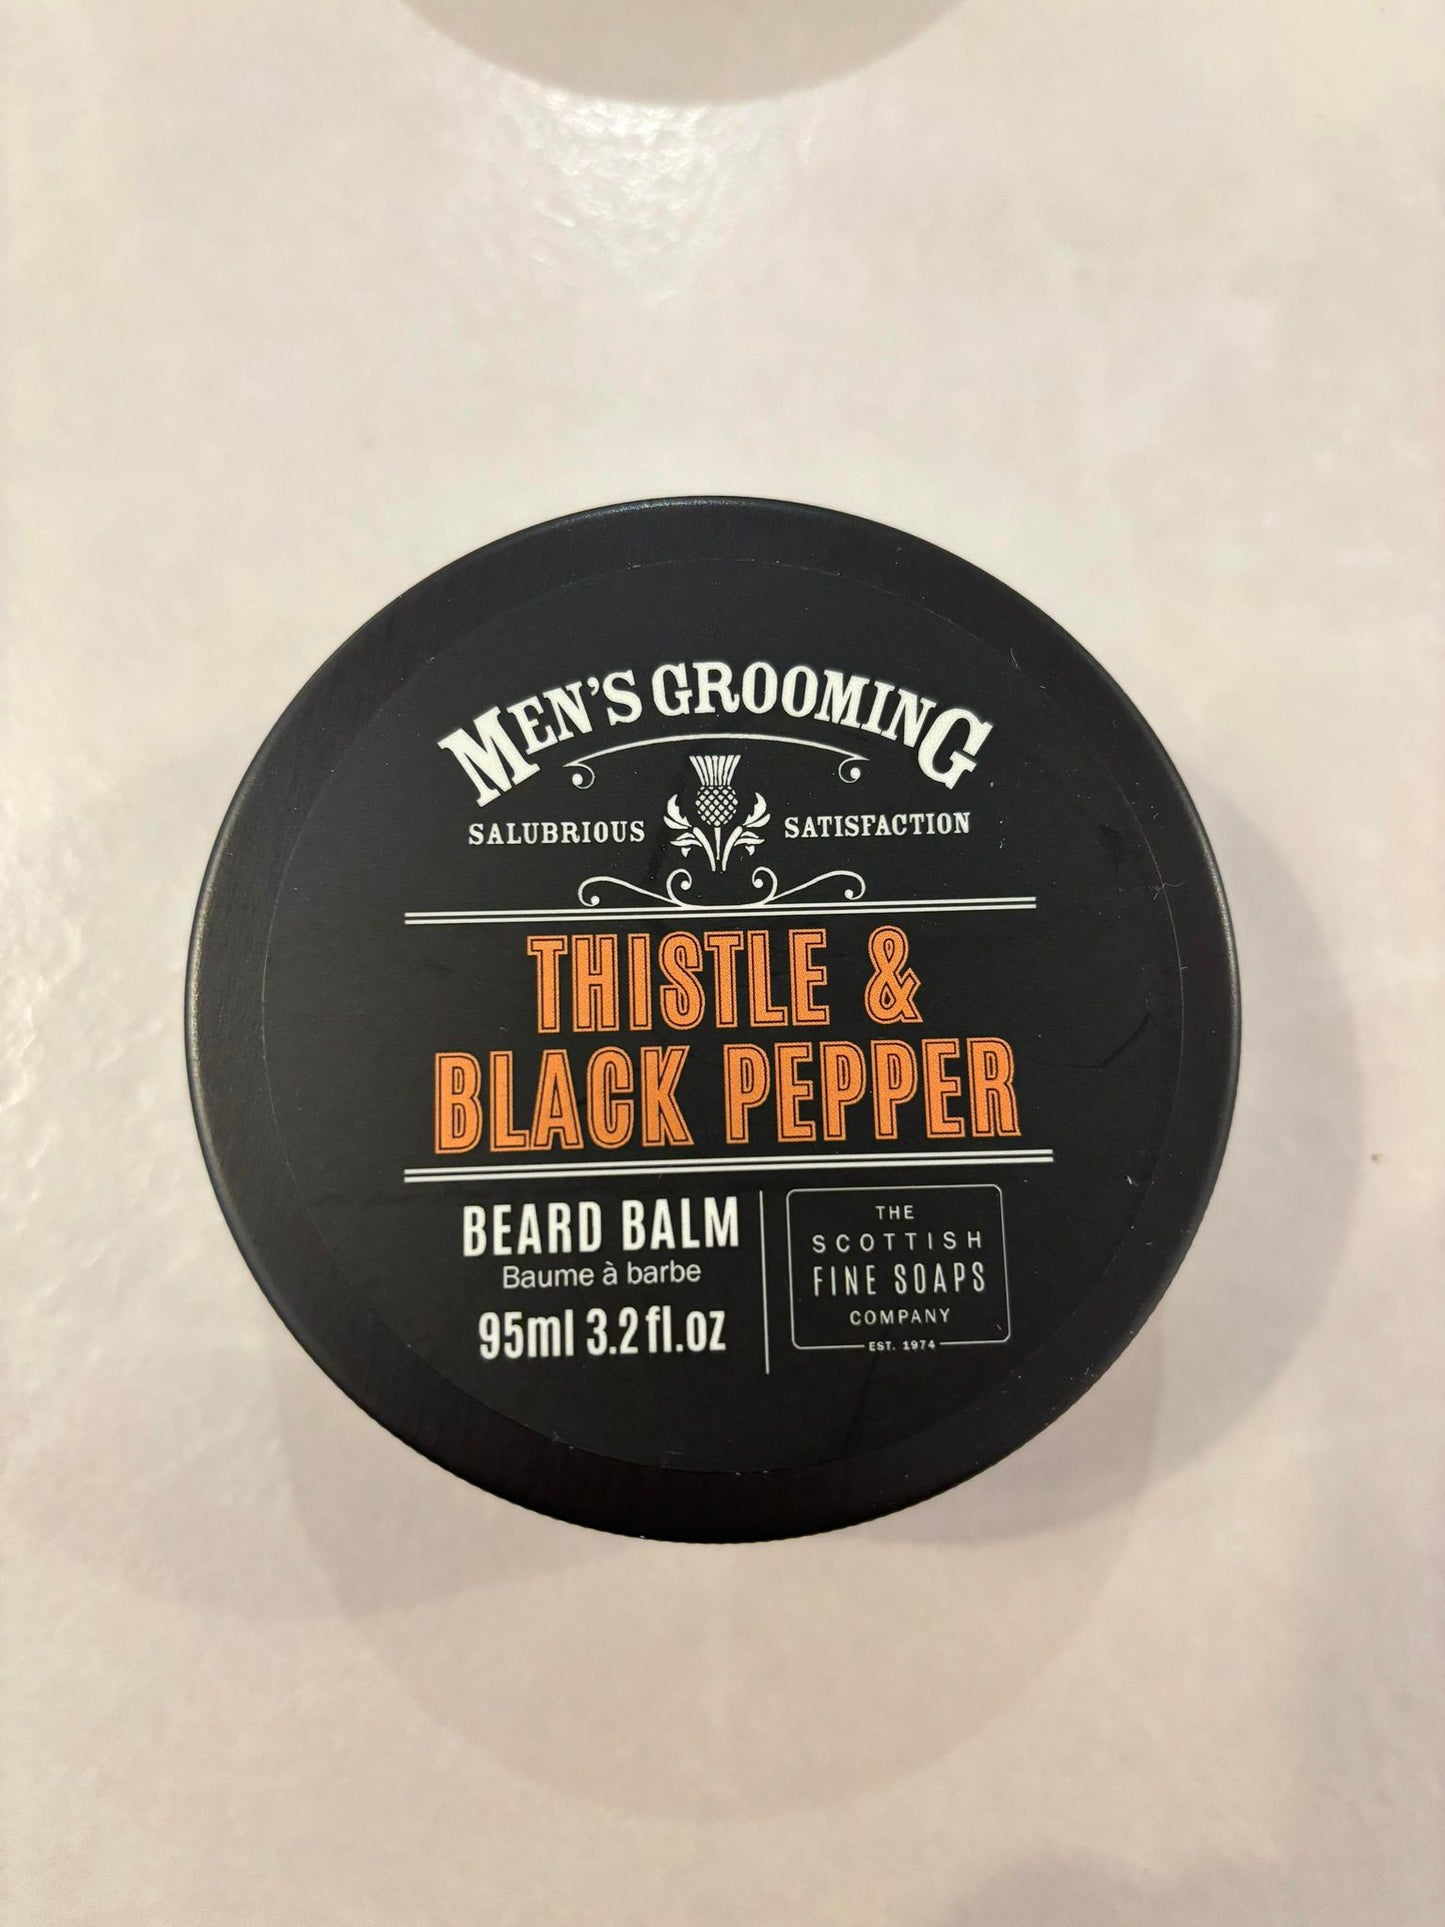 MEN'S GROOMING
SALUBRIOUS SATISFACTION
THISTLE &
BLACK PEPPER
BEARD BALM
Baume à barbe
95ml 3.2 fl.oz
THE
SCOTTISH
FINE SOAPS
COMPANY
EST. 1974